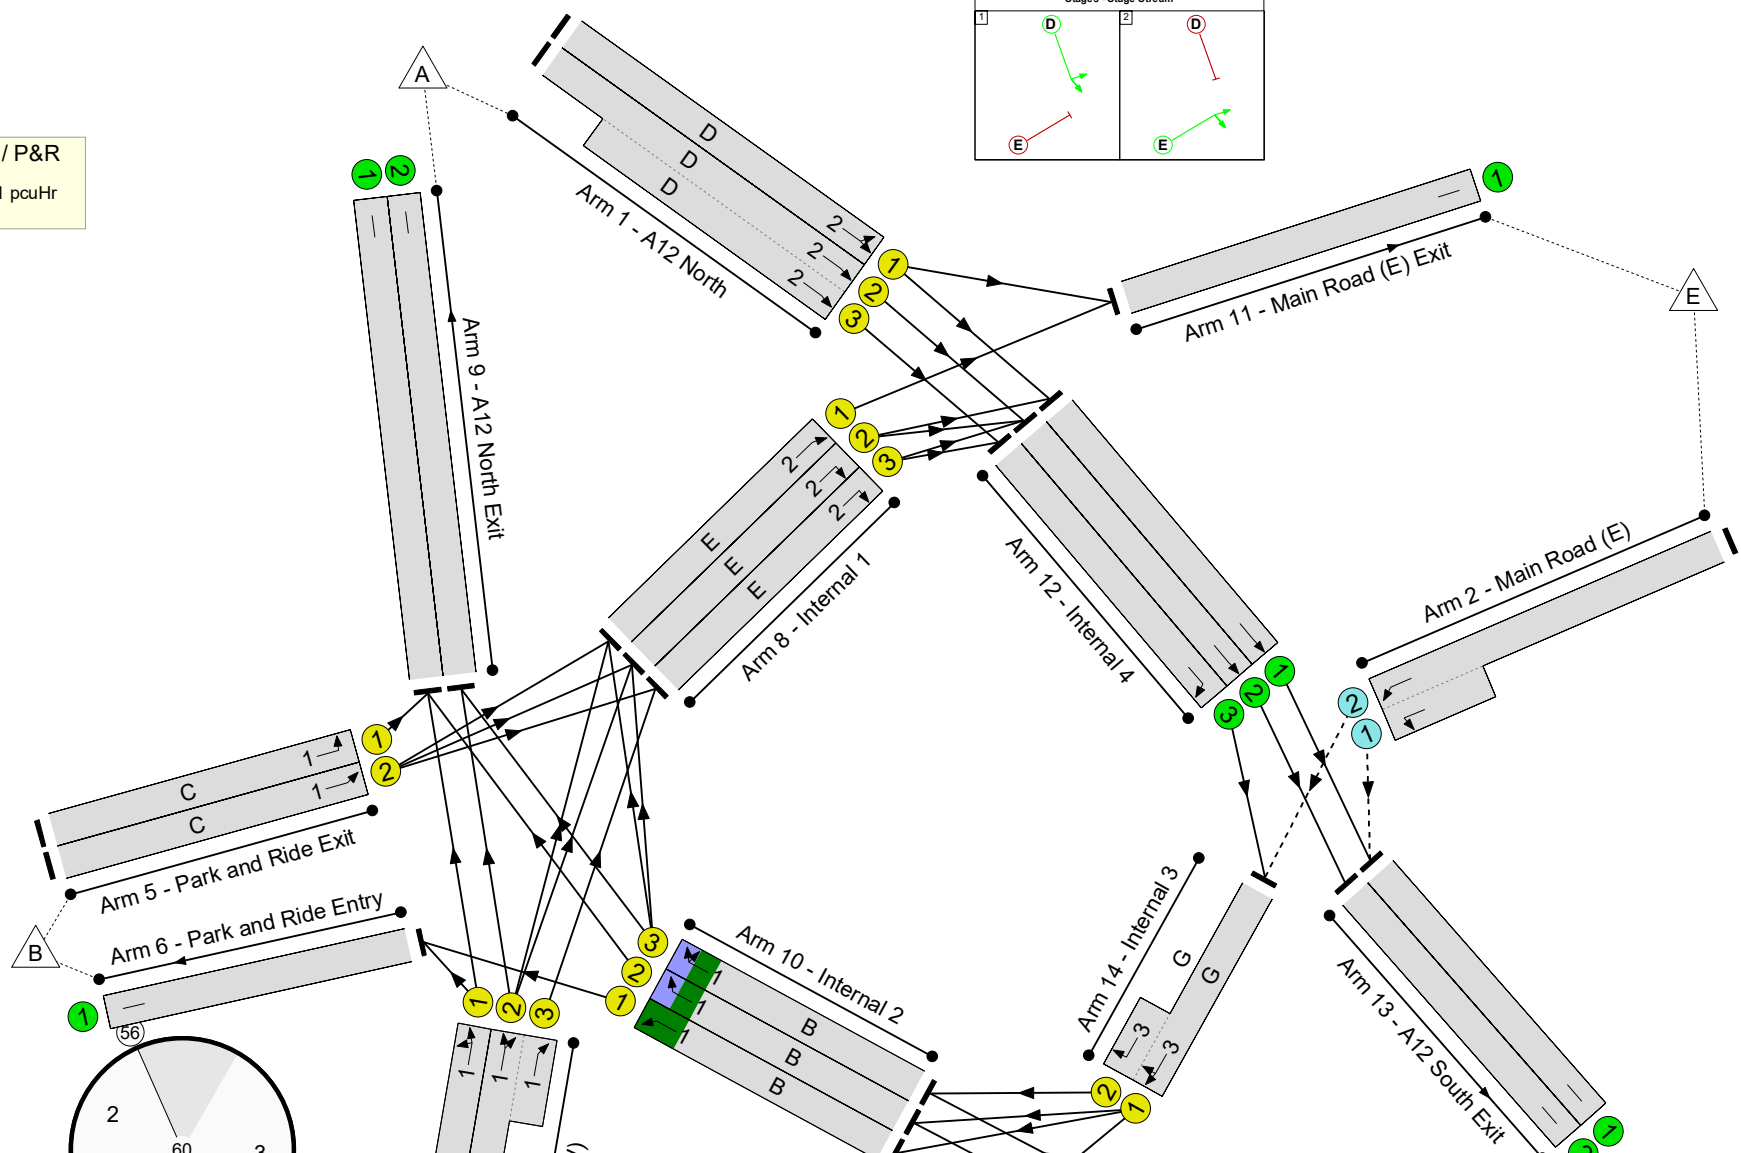 Stages - Stage Stream
1
D
E
2
D
E
/ P&R
pcuHr
A
1
2
D
D
D
2
2
2
1
2
3
Arm 1 - A12 North
1
Arm 11 - Main Road (E) Exit
E
Arm 9 - A12 North Exit
1
2
3
2
2
2
E
E
E
Arm 8 - Internal 1
Arm 12 - Internal 4
Arm 2 - Main Road (E)
1
2
3
2
1
1
2
C
C
1
1
Arm 5 - Park and Ride Exit
Arm 6 - Park and Ride Entry
B
1
1
2
3
1
1
1
3
2
1
1
1
1
B
B
B
Arm 10 - Internal 2
Arm 14 - Internal 3
G
G
3
3
2
1
Arm 13 - A12 South Exit
1
56
2
60
3